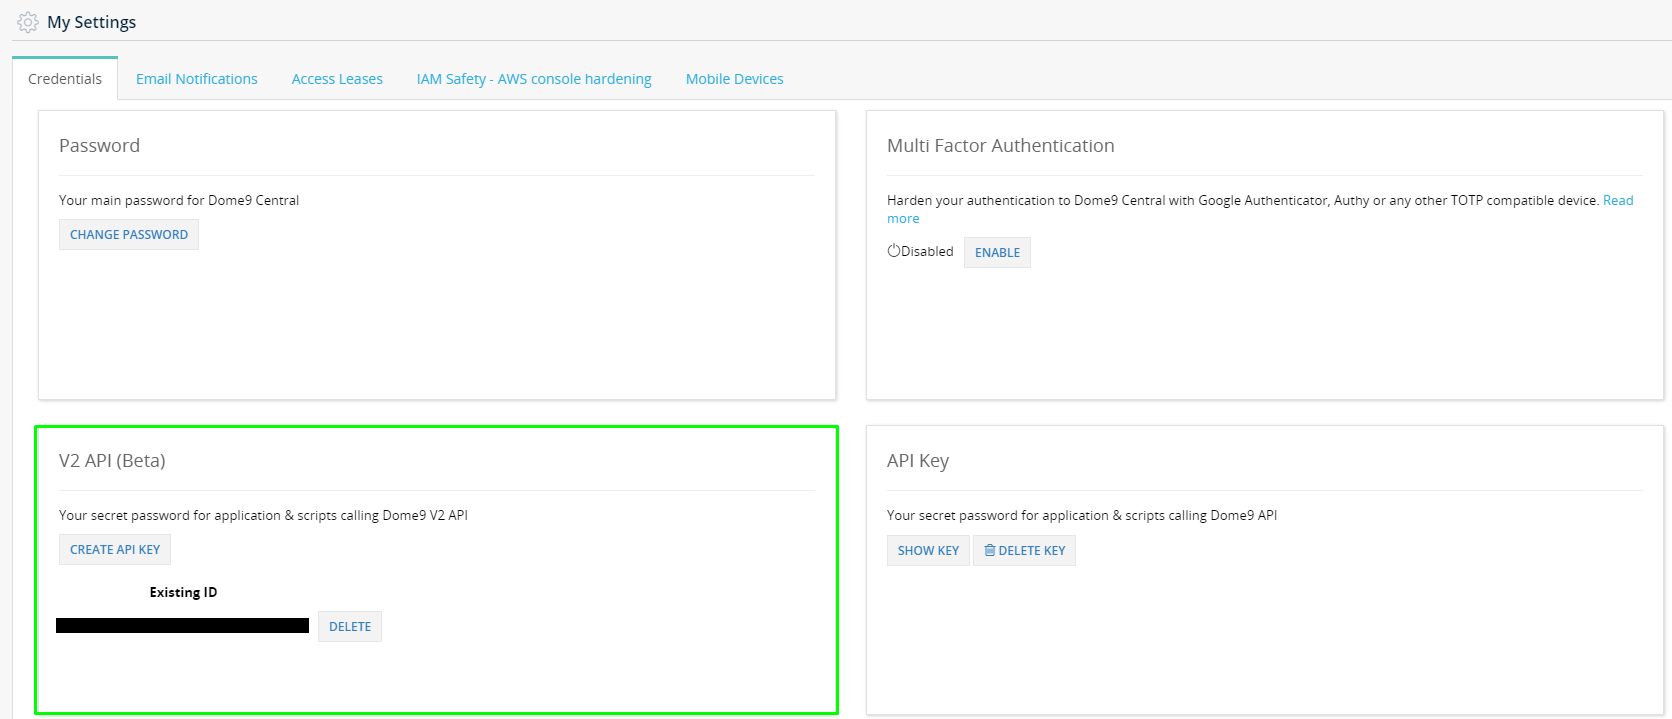 My Settings
Credentials
Email Notifications
Access Leases
IAM Safety - AWS console hardening
Mobile Devices
Password
Your main password for Dome9 Central
CHANGE PASSWORD
Multi Factor Authentication
Harden your authentication to Dome9 Central with Google Authenticator, Authy or any other TOTP compatible device. Read
more
Disabled
ENABLE
V2 API (Beta)
Your secret password for application & scripts calling Dome9 V2 API
CREATE API KEY
Existing ID
DELETE
API Key
Your secret password for application & scripts calling Dome9 API
SHOW KEY
DELETE KEY